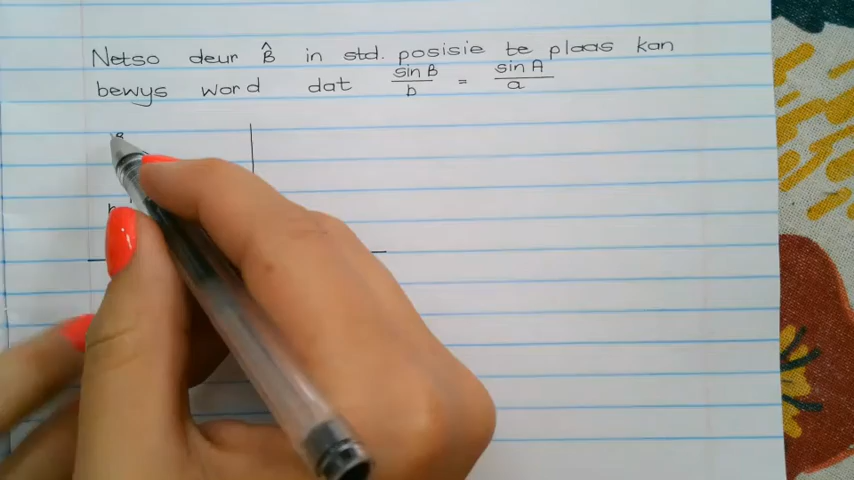 Netso deur B̂ in std. posisie te plaas kan
bewys word dat sin B / b = sin A / a